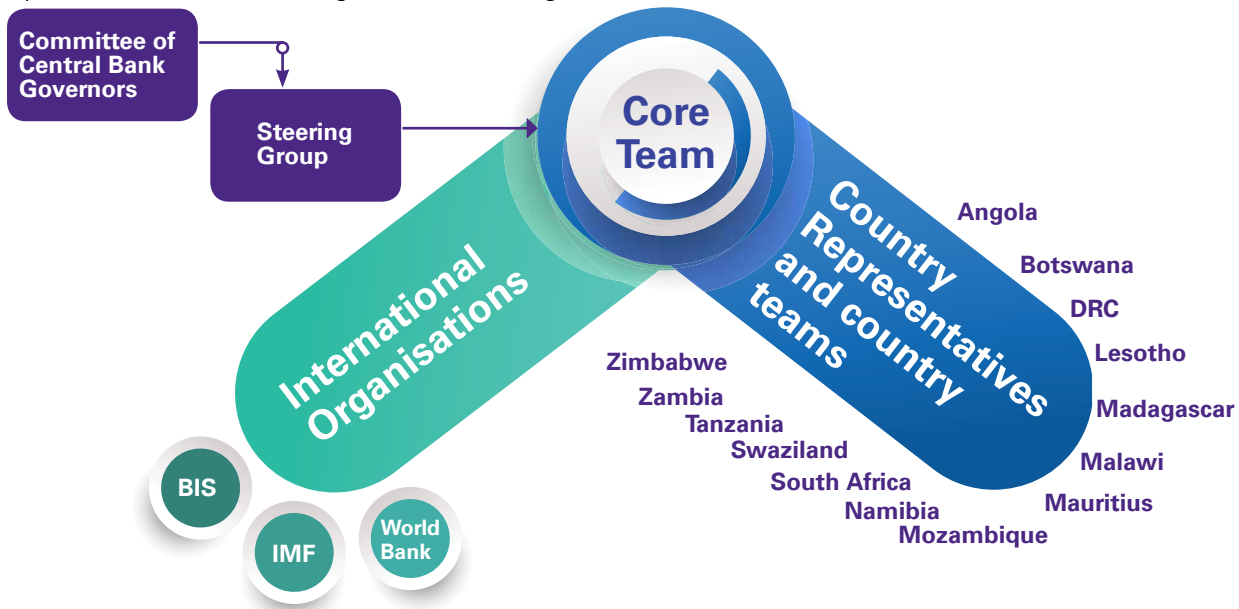 Committee of
Central Bank
Governors
Steering
Group
Core
Team
International
Organisations
BIS
IMF
World
Bank
Country
Representatives
and country
teams
Angola
Botswana
DRC
Lesotho
Madagascar
Malawi
Mauritius
Mozambique
Namibia
South Africa
Swaziland
Tanzania
Zambia
Zimbabwe